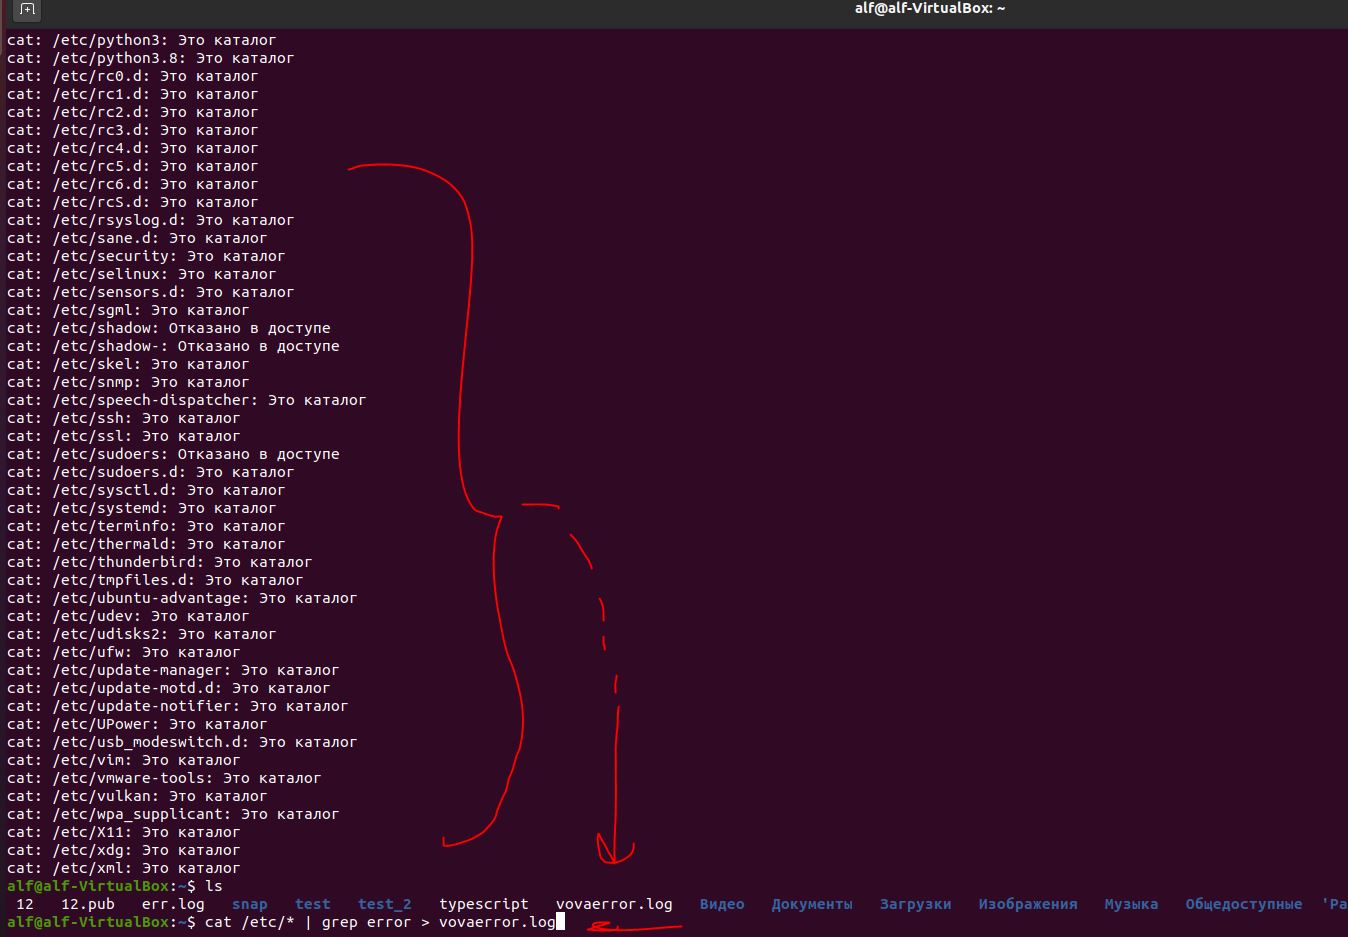 alf@alf-VirtualBox: ~
cat: /etc/python3: Это каталог
cat: /etc/python3.8: Это каталог
cat: /etc/rc0.d: Это каталог
cat: /etc/rc1.d: Это каталог
cat: /etc/rc2.d: Это каталог
cat: /etc/rc3.d: Это каталог
cat: /etc/rc4.d: Это каталог
cat: /etc/rc5.d: Это каталог
cat: /etc/rc6.d: Это каталог
cat: /etc/rcS.d: Это каталог
cat: /etc/rsyslog.d: Это каталог
cat: /etc/sane.d: Это каталог
cat: /etc/security: Это каталог
cat: /etc/selinux: Это каталог
cat: /etc/sensors.d: Это каталог
cat: /etc/sgml: Это каталог
cat: /etc/shadow: Отказано в доступе
cat: /etc/shadow-: Отказано в доступе
cat: /etc/skel: Это каталог
cat: /etc/snmp: Это каталог
cat: /etc/speech-dispatcher: Это каталог
cat: /etc/ssh: Это каталог
cat: /etc/ssl: Это каталог
cat: /etc/sudoers: Отказано в доступе
cat: /etc/sudoers.d: Это каталог
cat: /etc/sysctl.d: Это каталог
cat: /etc/systemd: Это каталог
cat: /etc/terminfo: Это каталог
cat: /etc/thermald: Это каталог
cat: /etc/thunderbird: Это каталог
cat: /etc/tmpfiles.d: Это каталог
cat: /etc/ubuntu-advantage: Это каталог
cat: /etc/udev: Это каталог
cat: /etc/udisks2: Это каталог
cat: /etc/ufw: Это каталог
cat: /etc/update-manager: Это каталог
cat: /etc/update-motd.d: Это каталог
cat: /etc/update-notifier: Это каталог
cat: /etc/UPower: Это каталог
cat: /etc/usb_modeswitch.d: Это каталог
cat: /etc/vim: Это каталог
cat: /etc/vmware-tools: Это каталог
cat: /etc/vulkan: Это каталог
cat: /etc/wpa_supplicant: Это каталог
cat: /etc/X11: Это каталог
cat: /etc/xdg: Это каталог
cat: /etc/xml: Это каталог
alf@alf-VirtualBox:~$ ls
12 12.pub err.log snap test test_2 typescript vovaerror.log Видео Документы Загрузки Изображения Музыка Общедоступные 'Ра
alf@alf-VirtualBox:~$ cat /etc/* | grep error > vovaerror.log